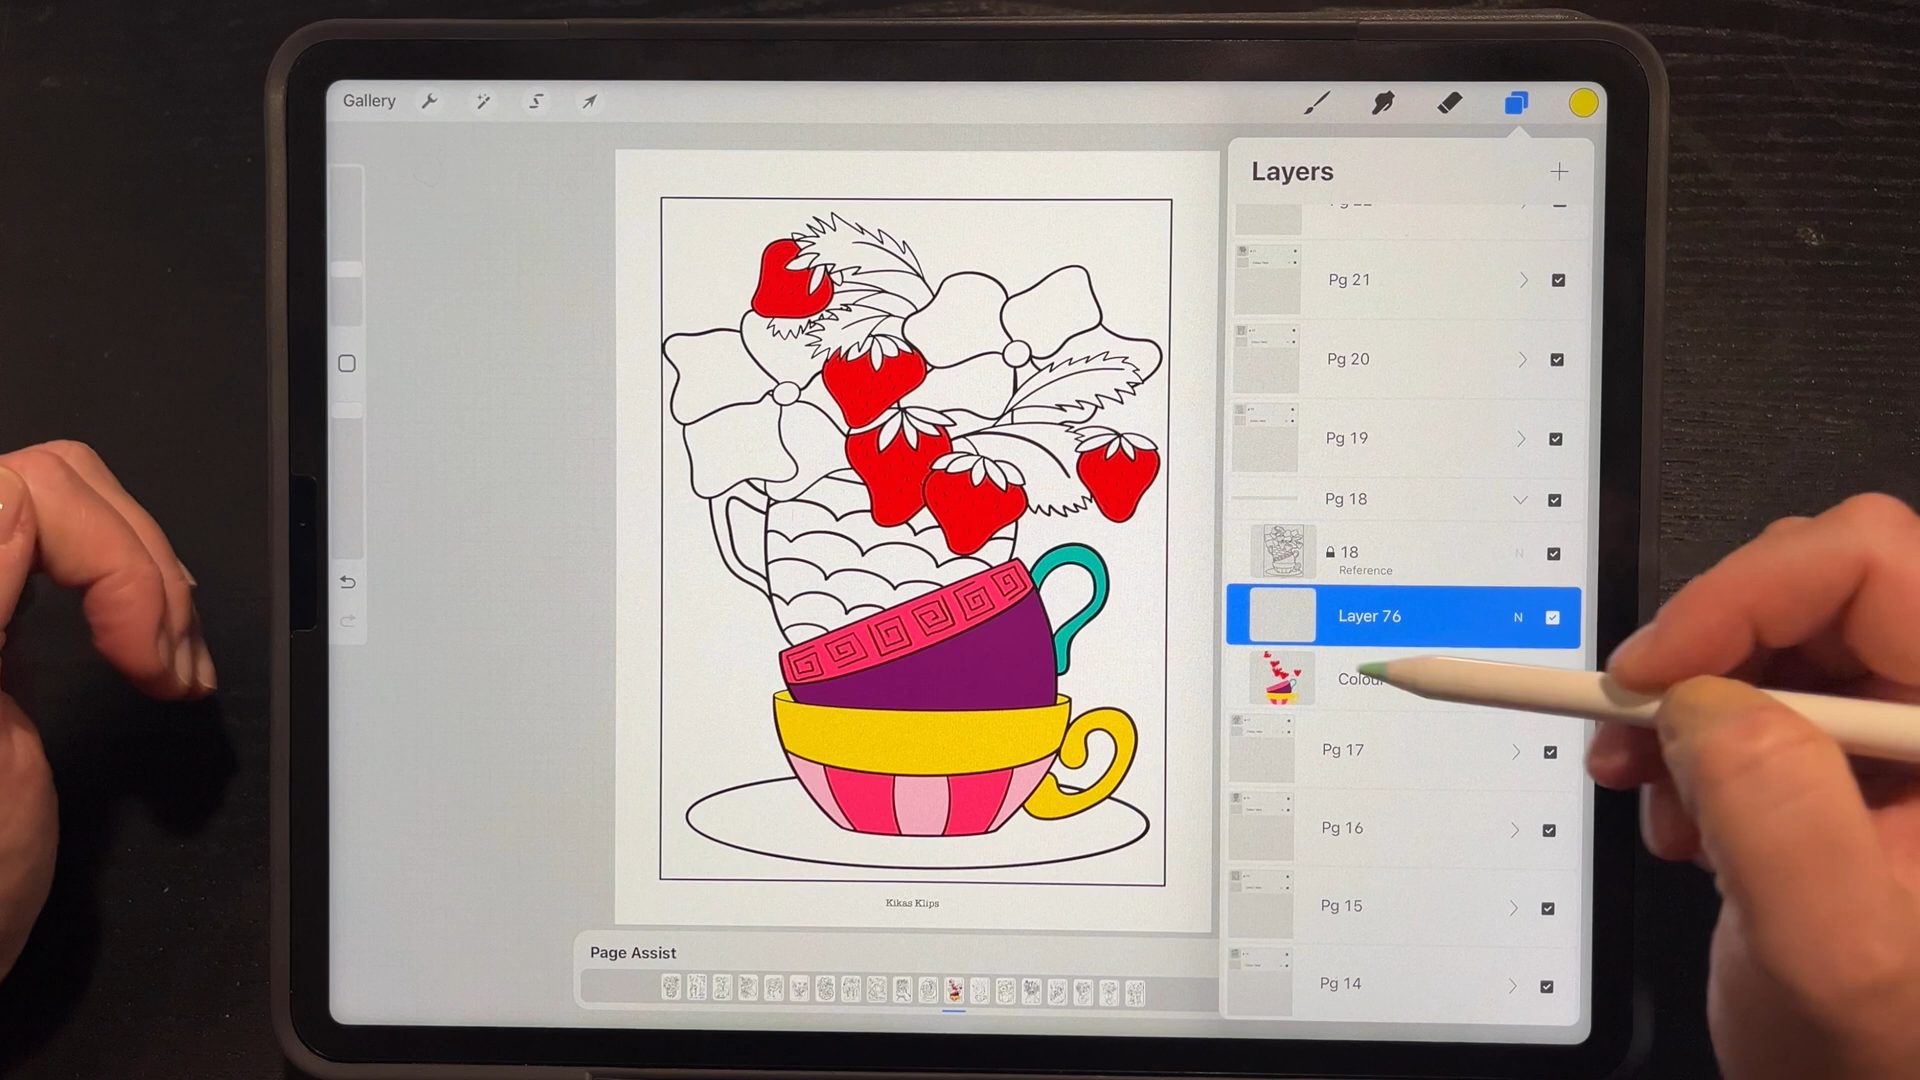 Gallery
Layers
Pg 21
Pg 20
Pg 19
Pg 18
18
N
Reference
Layer 76
N
Pg 17
Pg 16
Pg 15
Pg 14
Kikas Klips
Page Assist